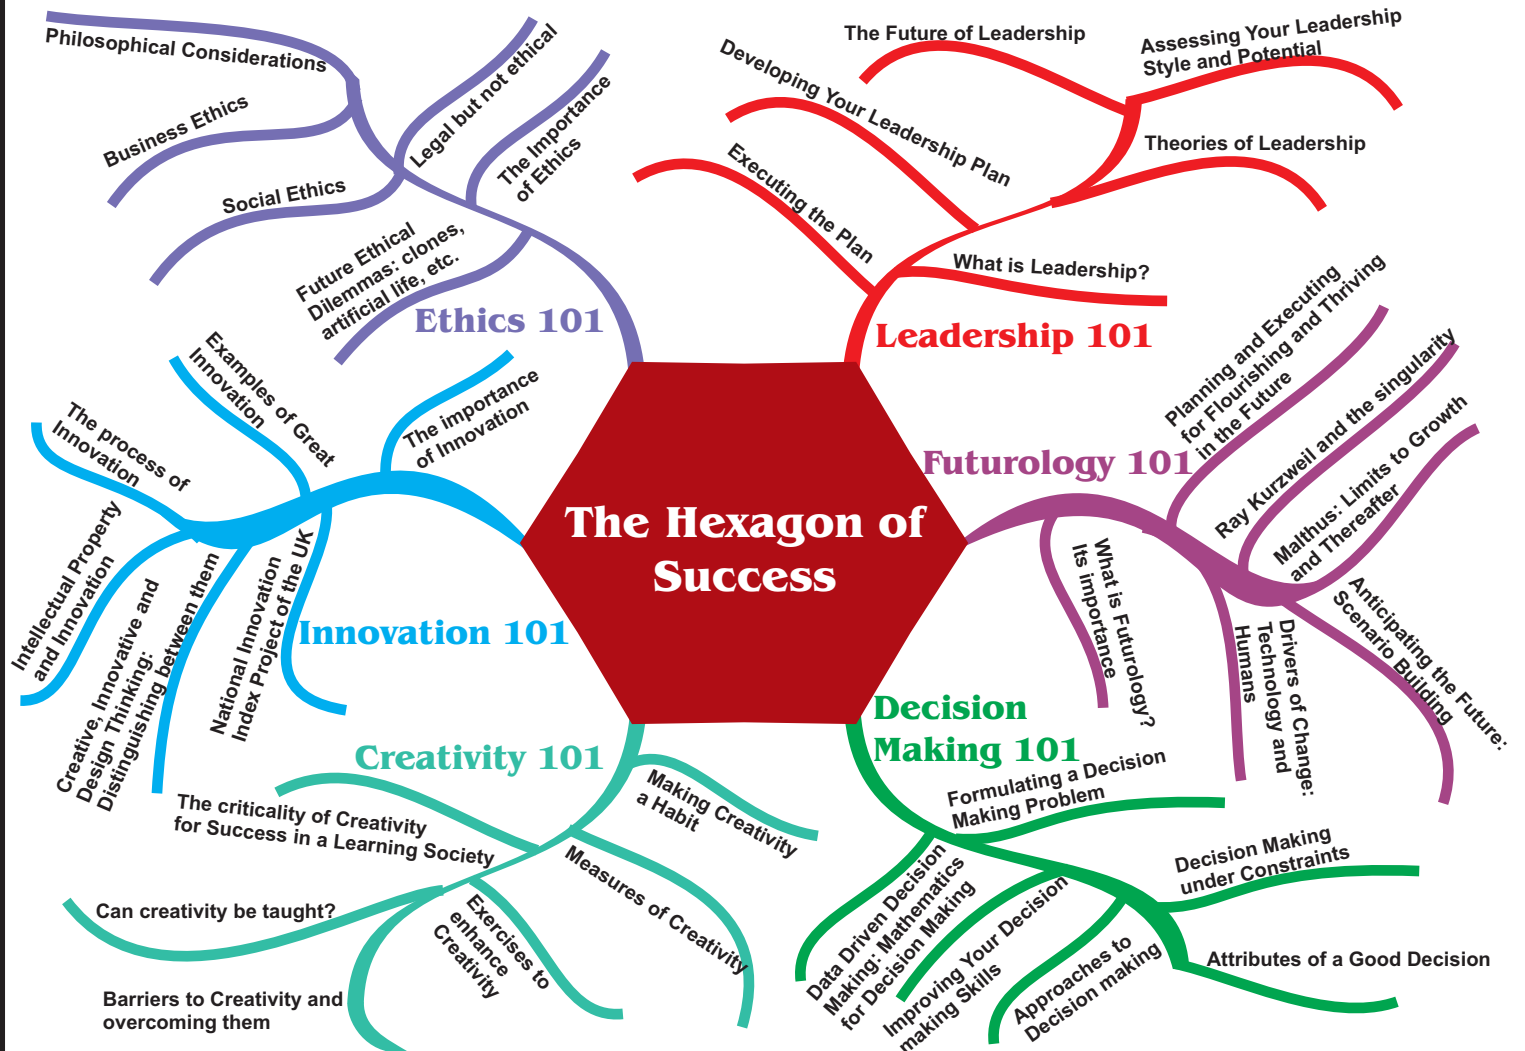 Philosophical Considerations
Business Ethics
Social Ethics
Legal but not ethical
The Importance
of Ethics
Future Ethical
Dilemmas: clones,
artificial life, etc.
Ethics 101
The Future of Leadership
Assessing Your Leadership
Style and Potential
Developing Your Leadership Plan
Theories of Leadership
Executing the Plan
What is Leadership?
Leadership 101
Examples of Great
Innovation
The importance
of Innovation
The process of
Innovation
Intellectual Property
and Innovation
Creative, Innovative and
Design Thinking:
Distinguishing between them
National Innovation
Index Project of the UK
Innovation 101
The Hexagon of
Success
Futurology 101
Planning and Executing
for Flourishing and Thriving
in the Future
Ray Kurzweil and the singularity
Malthus: Limits to Growth
and Thereafter
What is Futurology?
Its importance
Drivers of Change:
Technology and
Humans
Anticipating the Future:
Scenario Building
Creativity 101
Making Creativity
a Habit
The criticality of Creativity
for Success in a Learning Society
Measures of Creativity
Can creativity be taught?
Exercises to
enhance
Creativity
Barriers to Creativity and
overcoming them
Decision
Making 101
Formulating a Decision
Making Problem
Data Driven Decision
Making: Mathematics
for Decision Making
Improving Your Decision
making Skills
Approaches to
Decision making
Decision Making
under Constraints
Attributes of a Good Decision